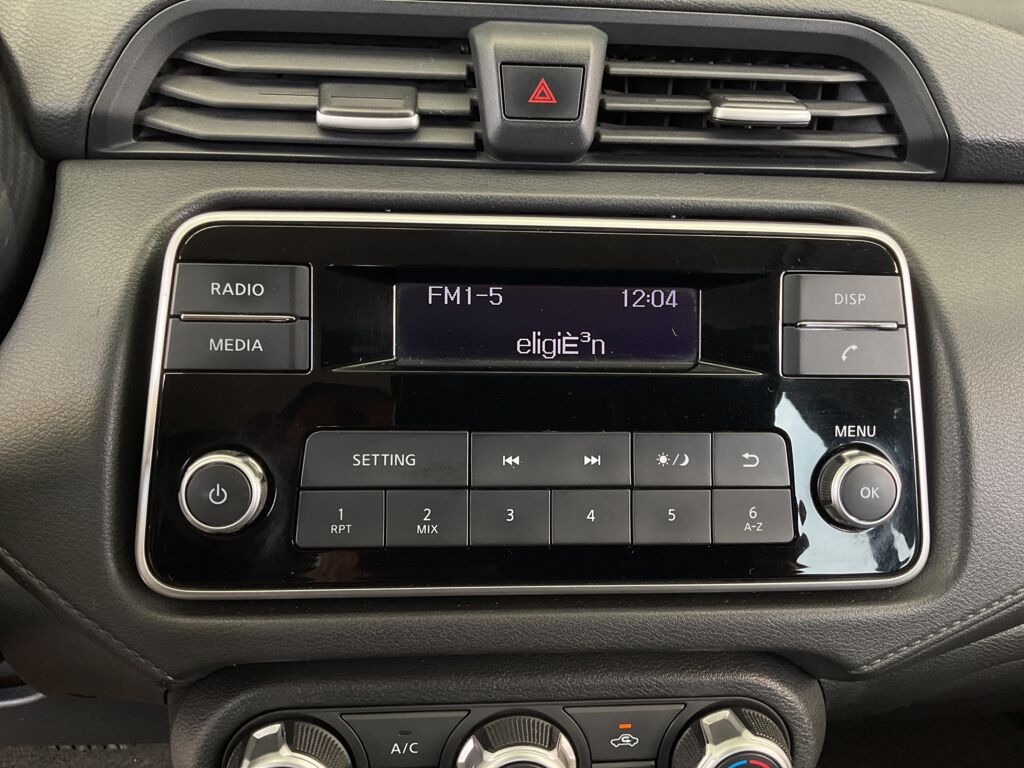 RADIO
MEDIA
FM1-5 12:04
eligiÈ³n
DISP
MENU
OK
SETTING
1 RPT
2 MIX
3
4
5
6 A-Z
A/C